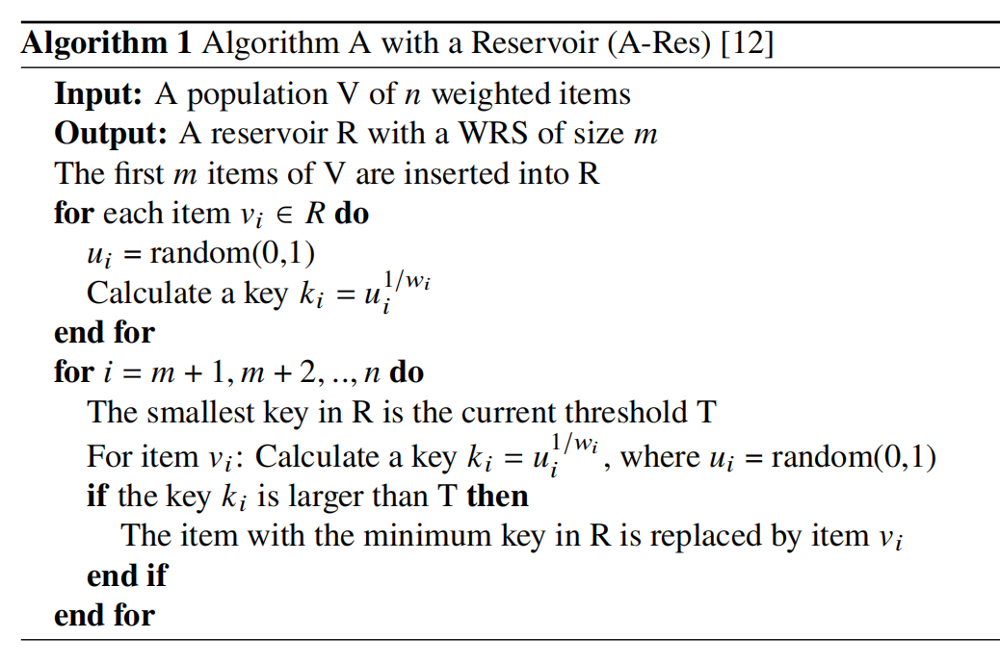 Algorithm 1 Algorithm A with a Reservoir (A-Res) [12]
Input: A population V of n weighted items
Output: A reservoir R with a WRS of size m
The first m items of V are inserted into R
for each item v_i ∈ R do
u_i = random(0,1)
Calculate a key k_i = u_i^{1/w_i}
end for
for i = m + 1, m + 2, .., n do
The smallest key in R is the current threshold T
For item v_i: Calculate a key k_i = u_i^{1/w_i}, where u_i = random(0,1)
if the key k_i is larger than T then
The item with the minimum key in R is replaced by item v_i
end if
end for